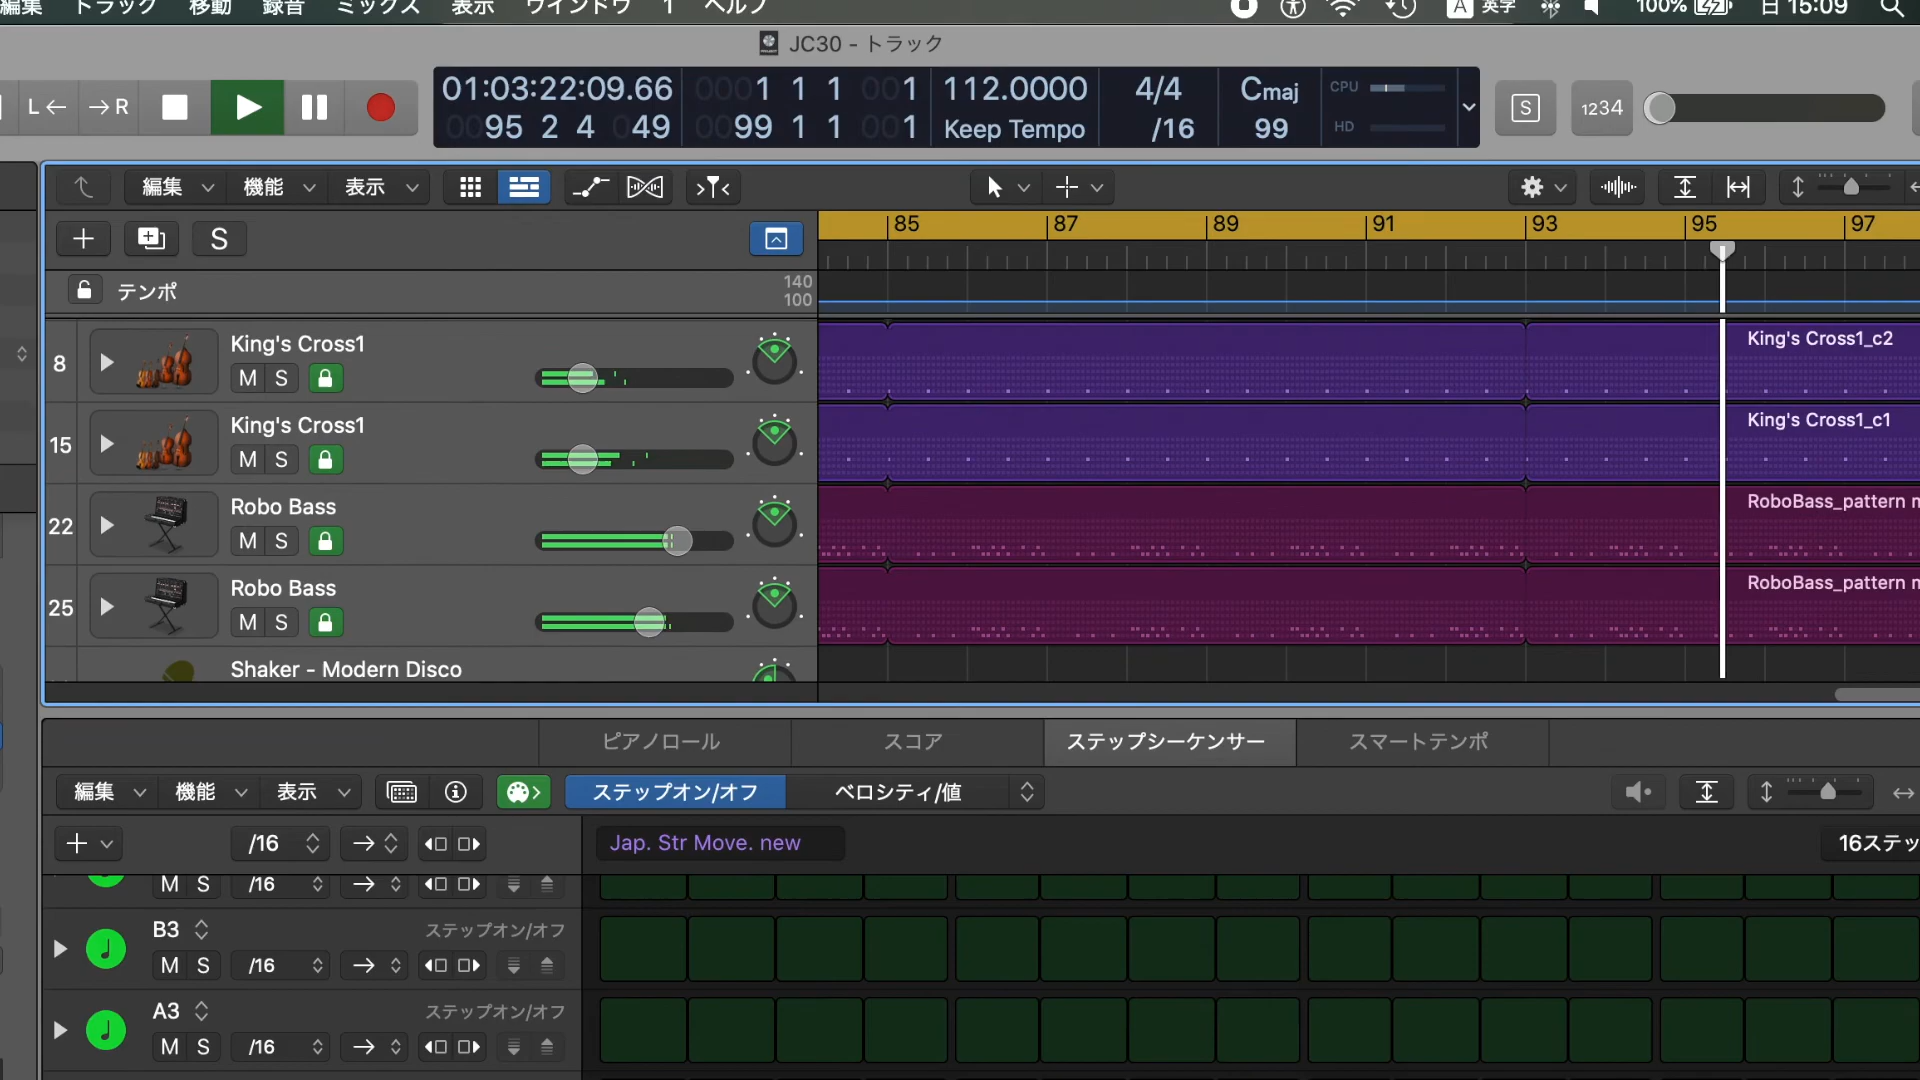 編集 トラック 移動 録音 ミックス 表示 ウインドウ 1 ヘルプ A 英字 100% 日 15:09
JC30 - トラック
L← →R 01:03:22:09.66 0001 1 1 001 112.0000 4/4 Cmaj CPU S 1234
0095 2 4 049 0099 1 1 001 Keep Tempo /16 99 HD
編集 機能 表示
S 85 87 89 91 93 95 97
テンポ 140
100
8 King's Cross1 King's Cross1_c2
M S
15 King's Cross1 King's Cross1_c1
M S
22 Robo Bass RoboBass_pattern
M S
25 Robo Bass RoboBass_pattern
M S
Shaker - Modern Disco
ピアノロール スコア ステップシーケンサー スマートテンポ
編集 機能 表示 ステップオン/オフ ベロシティ/値
/16 Jap. Str Move. new 16ステッ
M S /16
B3 ステップオン/オフ
M S /16
A3 ステップオン/オフ
M S /16